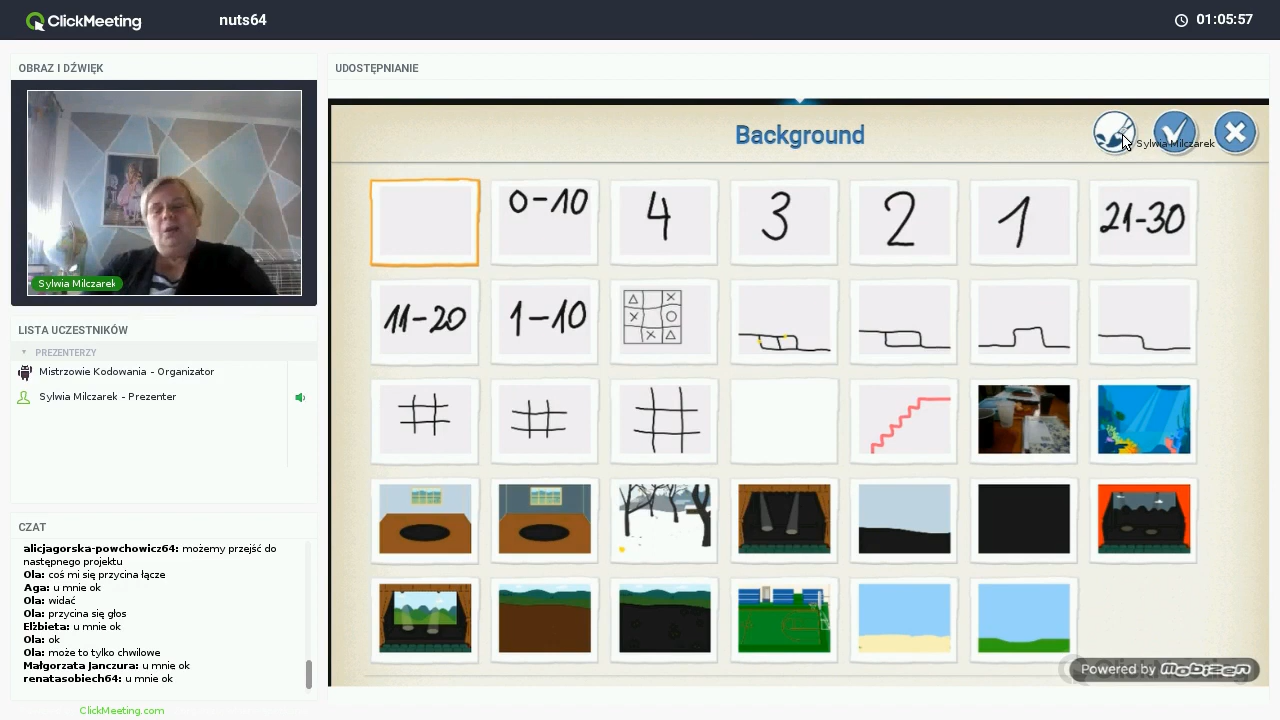 ClickMeeting
nuts64
01:05:57
OBRAZ I DŹWIĘK
UDOSTĘPNIANIE
Background
Sylwia Milczarek
0-10
4
3
2
1
21-30
11-20
1-10
Sylwia Milczarek
LISTA UCZESTNIKÓW
PREZENTERZY
Mistrzowie Kodowania - Organizator
Sylwia Milczarek - Prezenter
CZAT
alicjagorska-powchowicz64: możemy przejść do
następnego projektu
Ola: coś mi się przycina łącze
Aga: u mnie ok
Ola: widać
Ola: przycina się głos
Elżbieta: u mnie ok
Ola: ok
Ola: może to tylko chwilowe
Małgorzata Janczura: u mnie ok
renatasobiech64: u mnie ok
ClickMeeting.com
Powered by Mobizen